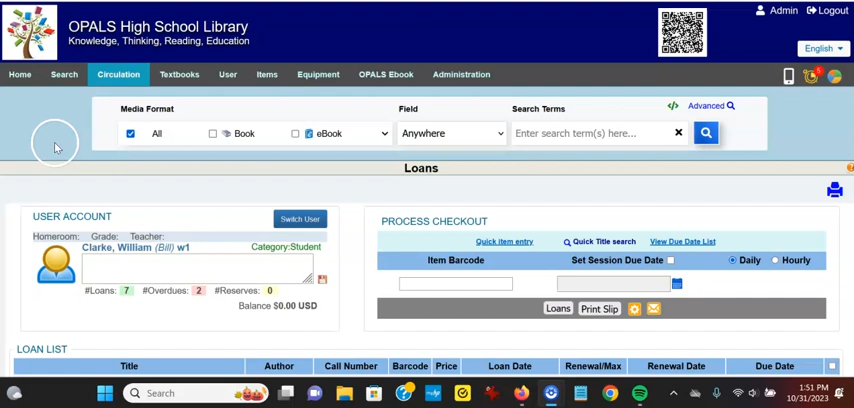 OPALS High School Library
Knowledge, Thinking, Reading, Education
Admin Logout
English
Home Search Circulation Textbooks User Items Equipment OPALS Ebook Administration
5
Media Format Field Search Terms Advanced
All Book eBook Anywhere Enter search term(s) here...
Loans
USER ACCOUNT Switch User
Homeroom: Grade: Teacher:
Clarke, William (Bill) w1 Category:Student
#Loans: 7 #Overdues: 2 #Reserves: 0
Balance $0.00 USD
PROCESS CHECKOUT
Quick item entry Quick Title search View Due Date List
Item Barcode Set Session Due Date Daily Hourly
Loans Print Slip
LOAN LIST
Title Author Call Number Barcode Price Loan Date Renewal/Max Renewal Date Due Date
Search
1:51 PM
10/31/2023